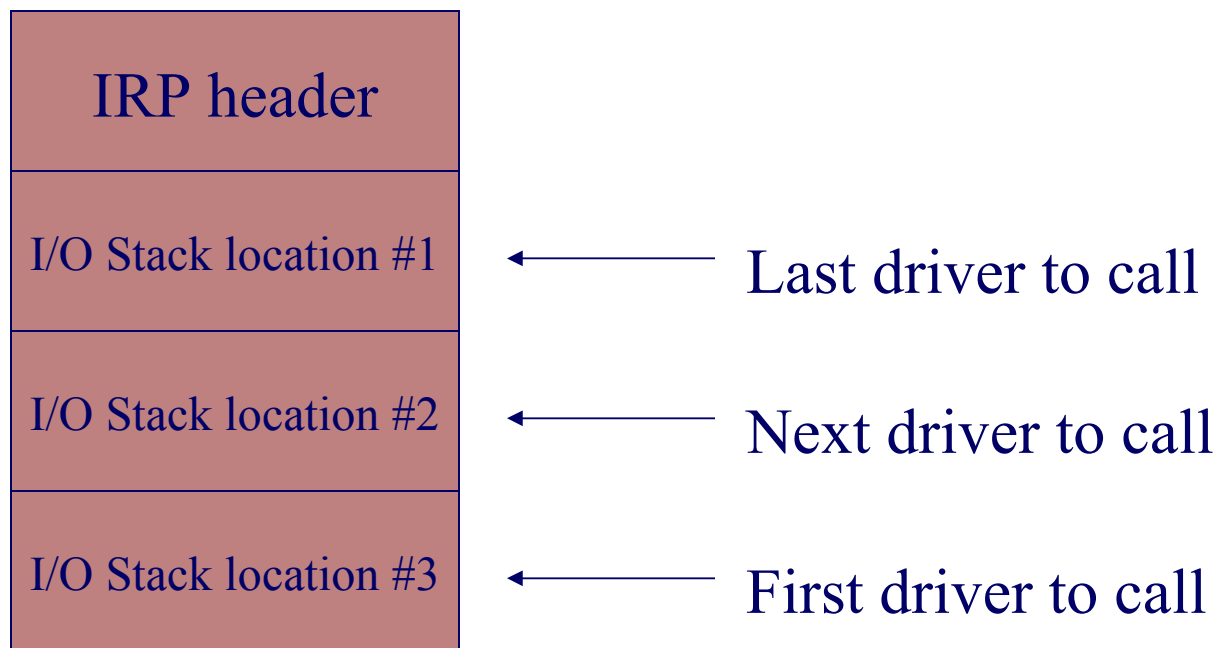 IRP header
I/O Stack location #1
Last driver to call
I/O Stack location #2
Next driver to call
I/O Stack location #3
First driver to call